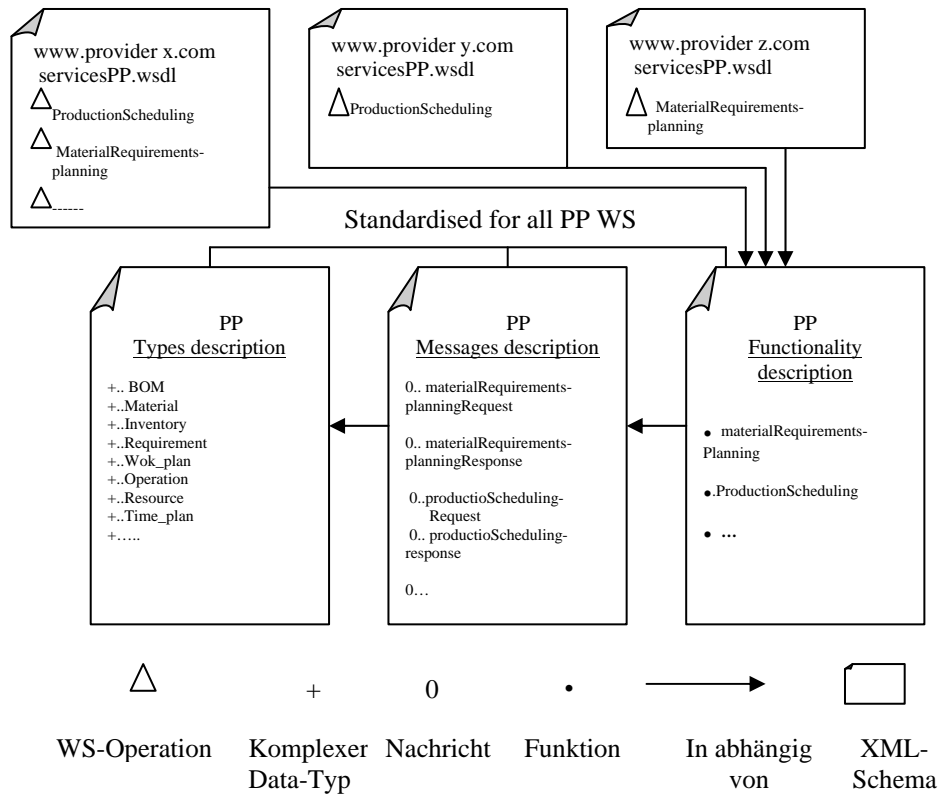 www.provider x.com
servicesPP.wsdl
ProductionScheduling
MaterialRequirements-
planning
------
www.provider y.com
servicesPP.wsdl
ProductionScheduling
www.provider z.com
servicesPP.wsdl
MaterialRequirements-
planning
Standardised for all PP WS
PP
Types description
+.. BOM
+..Material
+..Inventory
+..Requirement
+..Wok_plan
+..Operation
+..Resource
+..Time_plan
+…..
PP
Messages description
0.. materialRequirements-
planningRequest
0.. materialRequirements-
planningResponse
0..productioScheduling-
Request
0.. productioScheduling-
response
0…
PP
Functionality
description
• materialRequirements-
Planning
•.ProductionScheduling
• ...
+
0
•
WS-Operation
Komplexer
Data-Typ
Nachricht
Funktion
In abhängig
von
XML-
Schema